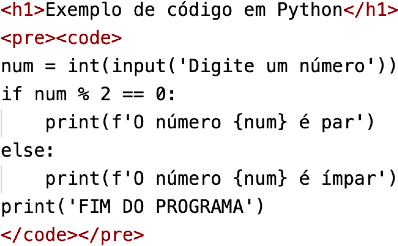 <h1>Exemplo de código em Python</h1>
<pre><code>
num = int(input('Digite um número'))
if num % 2 == 0:
    print(f'O número {num} é par')
else:
    print(f'O número {num} é ímpar')
print('FIM DO PROGRAMA')
</code></pre>